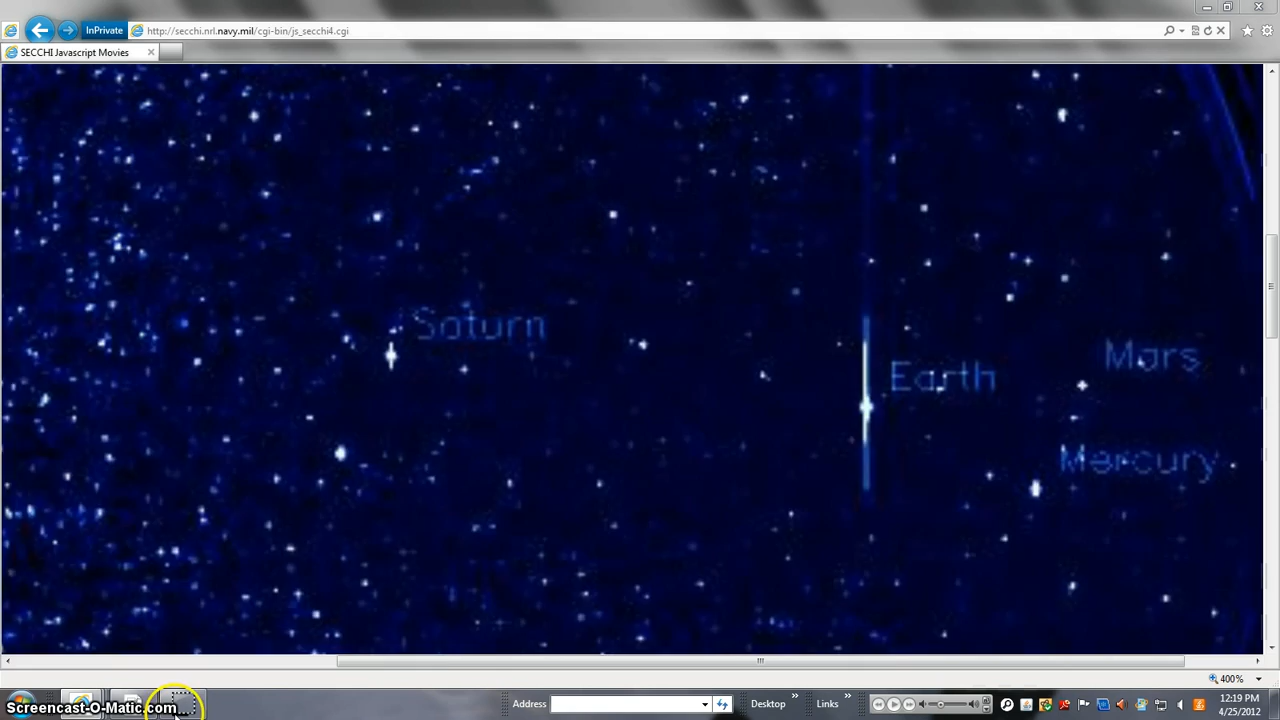 InPrivate
http://secchi.nrl.navy.mil/cgi-bin/js_secchi4.cgi
SECCHI Javascript Movies
Saturn
Earth
Mars
Mercury
400%
Screencast-O-Matic.com
Address
Desktop
Links
12:19 PM
4/25/2012